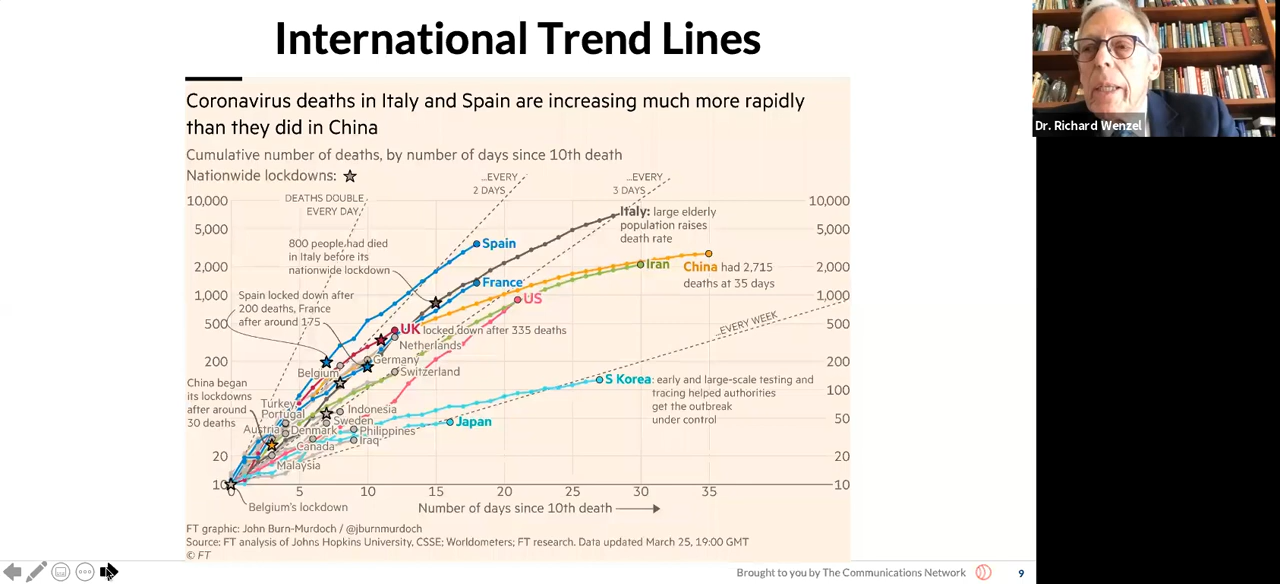 International Trend Lines
Dr. Richard Wenzel
Coronavirus deaths in Italy and Spain are increasing much more rapidly
than they did in China
Cumulative number of deaths, by number of days since 10th death
Nationwide lockdowns:
DEATHS DOUBLE
EVERY DAY
...EVERY
2 DAYS
...EVERY
3 DAYS
10,000
5,000
2,000
1,000
500
200
20
10
10,000
5,000
2,000
1,000
500
200
100
50
20
10
Italy: large elderly
population raises
death rate
800 people had died
in Italy before its
nationwide lockdown
Spain
France
Iran
China had 2,715
deaths at 35 days
US
Spain locked down after
200 deaths, France
after around 175
UK locked down after 335 deaths
...EVERY WEEK
Netherlands
Germany
Belgium
Switzerland
S Korea: early and large-scale testing and
tracing helped authorities
get the outbreak
under control
China began
its lockdowns
after around
30 deaths
Turkey
Portugal
Indonesia
Sweden
Japan
Austria
Denmark
Philippines
Canada
Iraq
Malaysia
0 5 10 15 20 25 30 35
Belgium's lockdown
Number of days since 10th death
FT graphic: John Burn-Murdoch / @jburnmurdoch
Source: FT analysis of Johns Hopkins University, CSSE; Worldometers; FT research. Data updated March 25, 19:00 GMT
© FT
Brought to you by The Communications Network
9